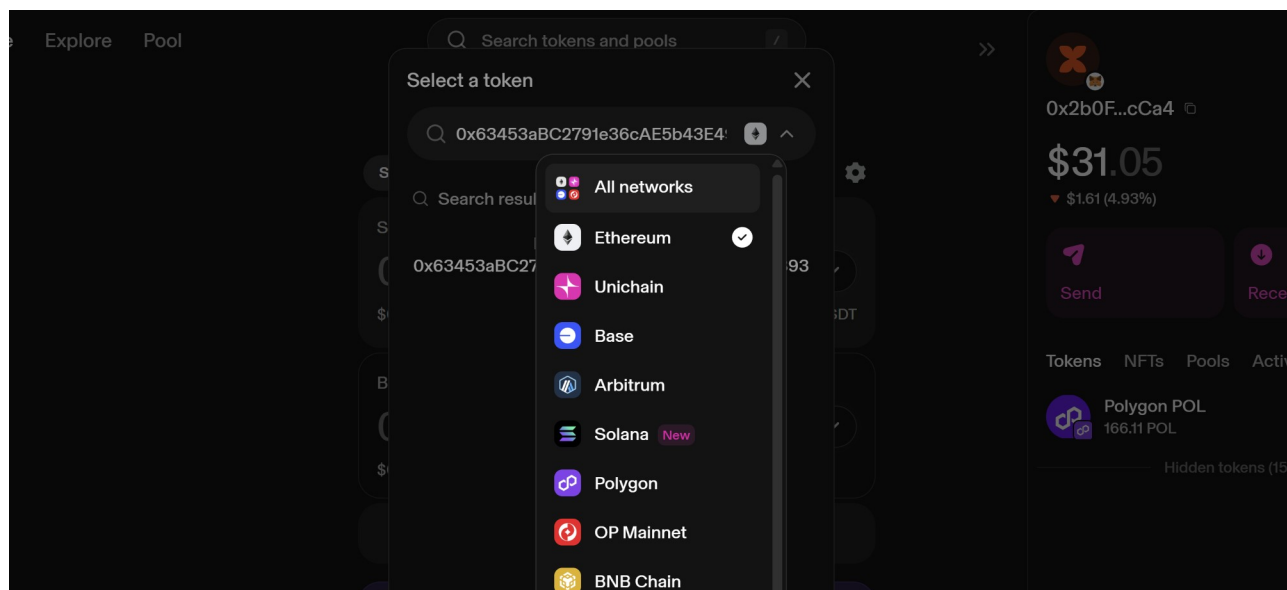 Explore Pool
Search tokens and pools /
Select a token
0x63453aBC2791e36cAE5b43E4
Search resul
0x63453aBC27 93
All networks
Ethereum
Unichain
Base
Arbitrum
Solana New
Polygon
OP Mainnet
BNB Chain
S
S
$
SDT
B
$
0x2b0F...cCa4
$31.05
$1.61 (4.93%)
Send Rece
Tokens NFTs Pools Activ
Polygon POL
166.11 POL
Hidden tokens (15